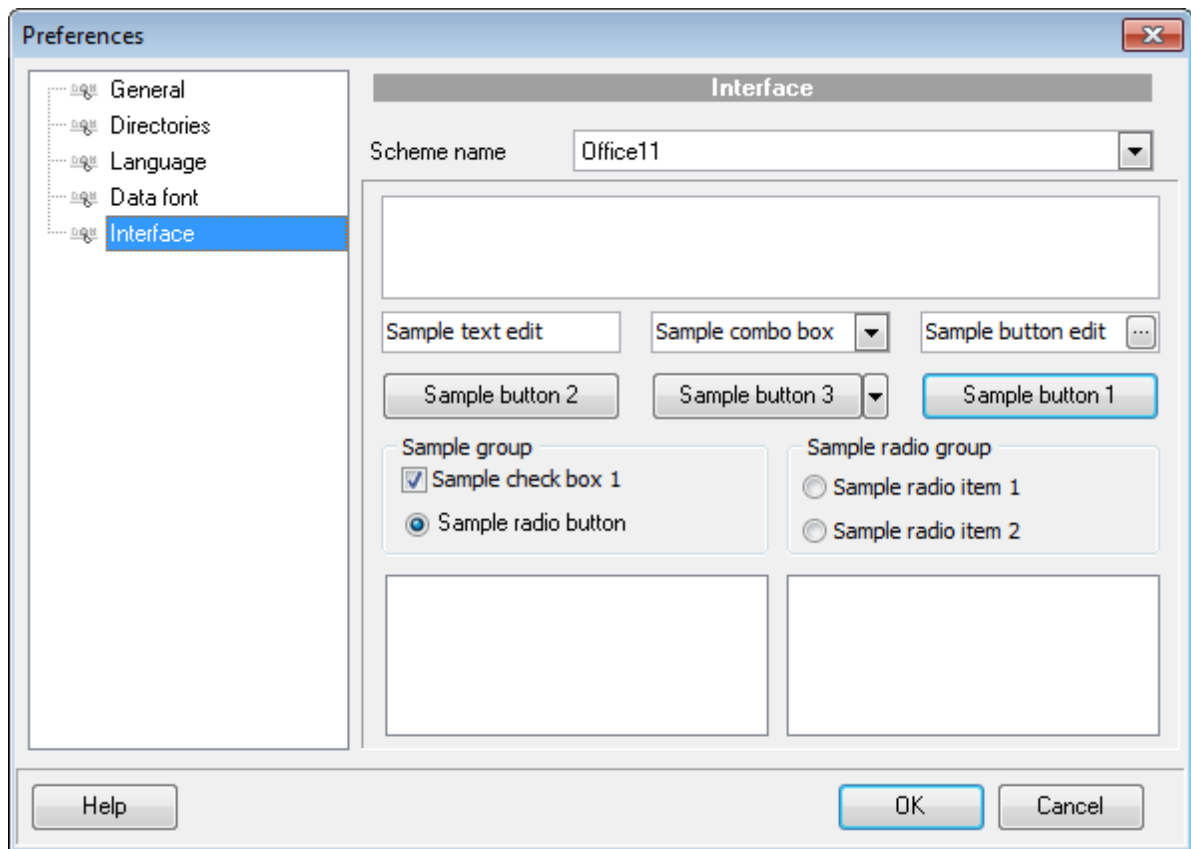 Preferences
General
Directories
Language
Data font
Interface
Interface
Scheme name
Office11
Sample text edit
Sample combo box
Sample button edit
...
Sample button 2
Sample button 3
Sample button 1
Sample group
Sample check box 1
Sample radio button
Sample radio group
Sample radio item 1
Sample radio item 2
Help
OK
Cancel